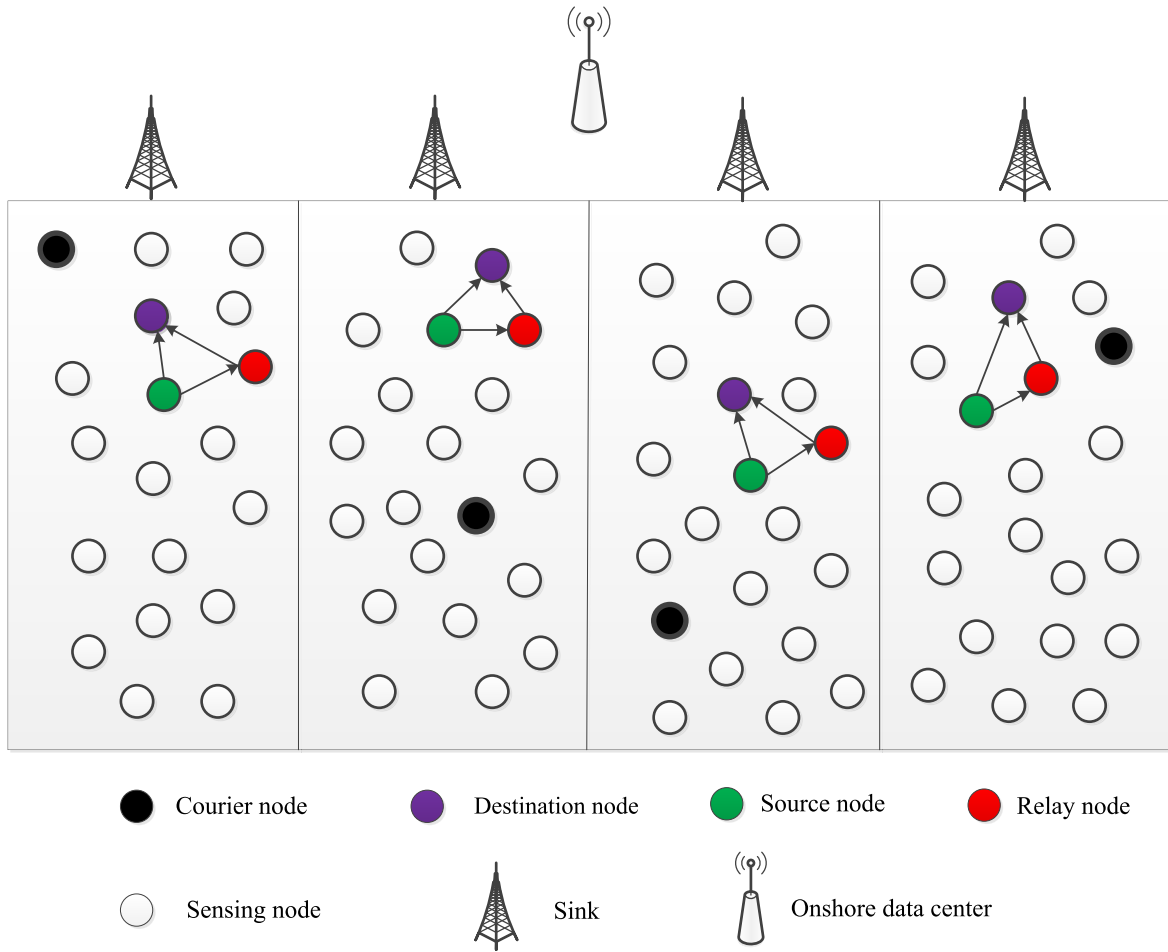 Courier node
Destination node
Source node
Relay node
Sensing node
Sink
Onshore data center